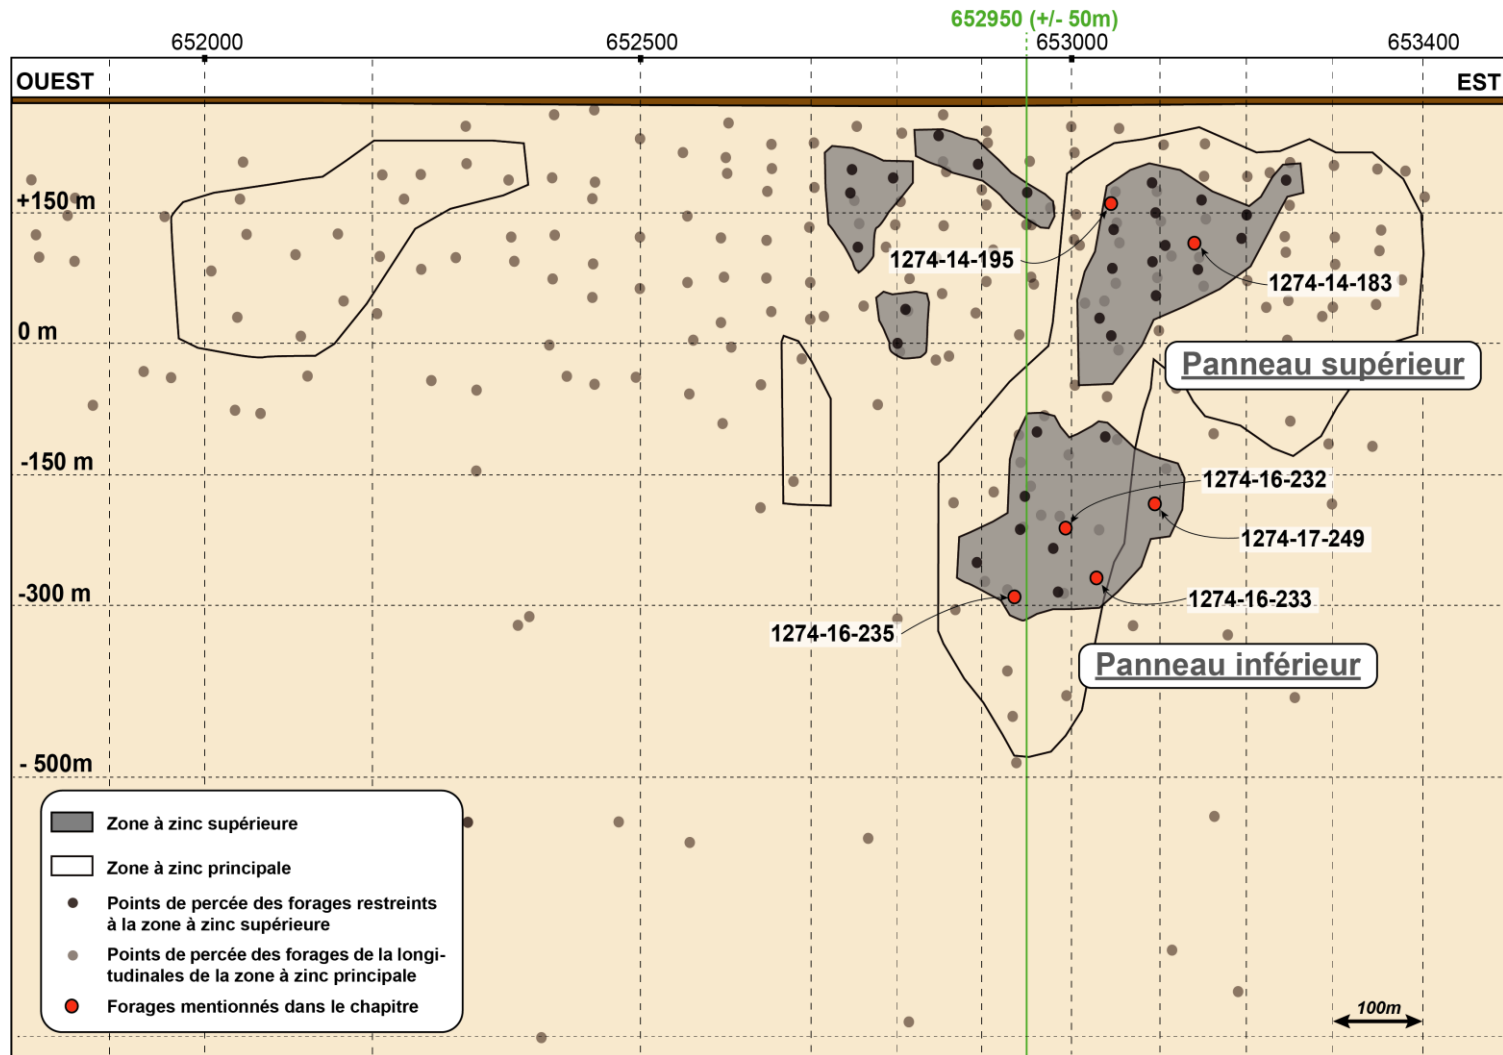 652950 (+/- 50m)
652000
652500
653000
653400
OUEST
EST
+150 m
1274-14-195
1274-14-183
0 m
Panneau supérieur
-150 m
1274-16-232
1274-17-249
-300 m
1274-16-233
1274-16-235
Panneau inférieur
- 500m
Zone à zinc supérieure
Zone à zinc principale
Points de percée des forages restreints
à la zone à zinc supérieure
Points de percée des forages de la longi-
tudinales de la zone à zinc principale
Forages mentionnés dans le chapitre
100m